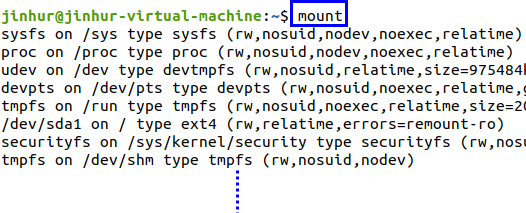 jinhur@jinhur-virtual-machine:~$ mount
sysfs on /sys type sysfs (rw,nosuid,nodev,noexec,relatime)
proc on /proc type proc (rw,nosuid,nodev,noexec,relatime)
udev on /dev type devtmpfs (rw,nosuid,relatime,size=975484k
devpts on /dev/pts type devpts (rw,nosuid,noexec,relatime,g
tmpfs on /run type tmpfs (rw,nosuid,noexec,relatime,size=20
/dev/sda1 on / type ext4 (rw,relatime,errors=remount-ro)
securityfs on /sys/kernel/security type securityfs (rw,nosu
tmpfs on /dev/shm type tmpfs (rw,nosuid,nodev)